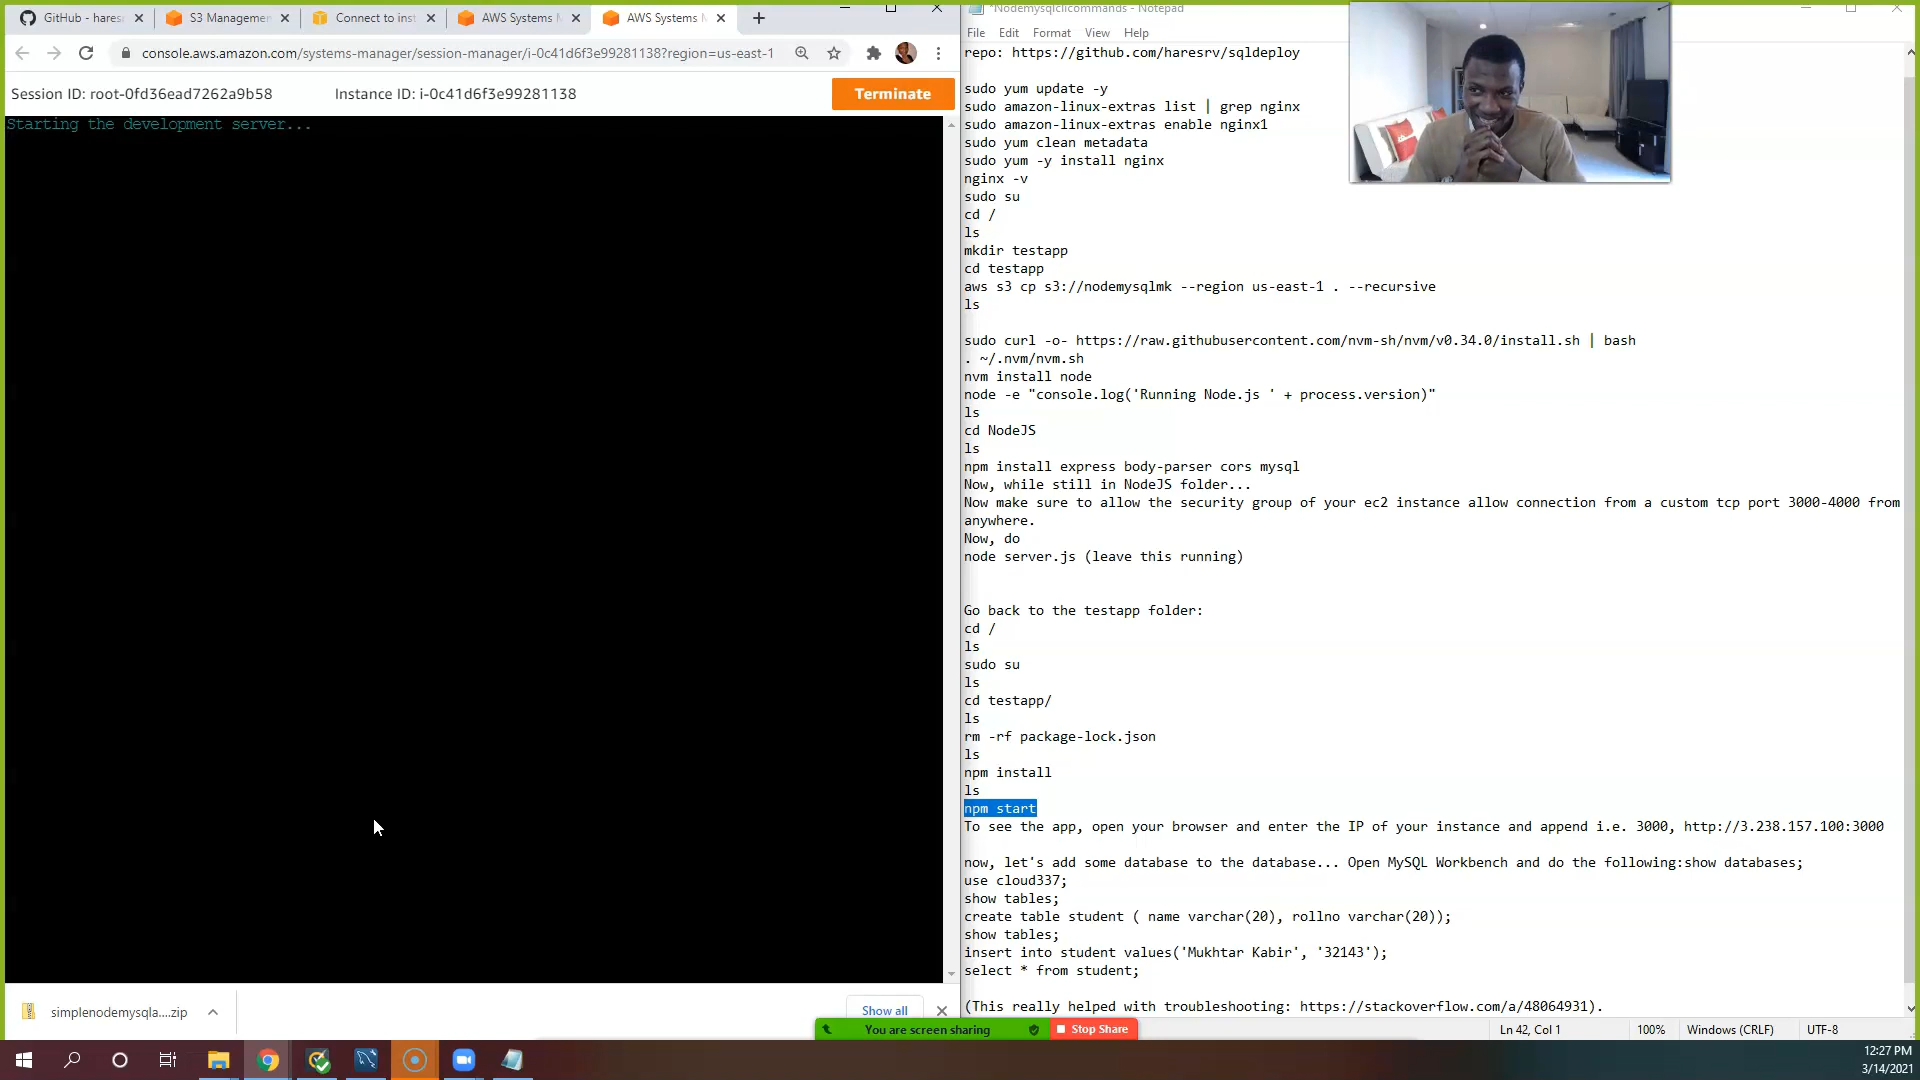 GitHub - hares
S3 Managemen
Connect to inst
AWS Systems M
AWS Systems M
console.aws.amazon.com/systems-manager/session-manager/i-0c41d6f3e99281138?region=us-east-1
Session ID: root-0fd36ead7262a9b58
Instance ID: i-0c41d6f3e99281138
Terminate
Starting the development server...
simplenodemysqla....zip
Show all
*Nodemysqlclicommands - Notepad
File Edit Format View Help
repo: https://github.com/haresrv/sqldeploy
sudo yum update -y
sudo amazon-linux-extras list | grep nginx
sudo amazon-linux-extras enable nginx1
sudo yum clean metadata
sudo yum -y install nginx
nginx -v
sudo su
cd /
ls
mkdir testapp
cd testapp
aws s3 cp s3://nodemysqlmk --region us-east-1 . --recursive
ls
sudo curl -o- https://raw.githubusercontent.com/nvm-sh/nvm/v0.34.0/install.sh | bash
. ~/.nvm/nvm.sh
nvm install node
node -e "console.log('Running Node.js ' + process.version)"
ls
cd NodeJS
ls
npm install express body-parser cors mysql
Now, while still in NodeJS folder...
Now make sure to allow the security group of your ec2 instance allow connection from a custom tcp port 3000-4000 from
anywhere.
Now, do
node server.js (leave this running)
Go back to the testapp folder:
cd /
ls
sudo su
ls
cd testapp/
ls
rm -rf package-lock.json
ls
npm install
ls
npm start
To see the app, open your browser and enter the IP of your instance and append i.e. 3000, http://3.238.157.100:3000
now, let's add some database to the database... Open MySQL Workbench and do the following:show databases;
use cloud337;
show tables;
create table student ( name varchar(20), rollno varchar(20));
show tables;
insert into student values('Mukhtar Kabir', '32143');
select * from student;
(This really helped with troubleshooting: https://stackoverflow.com/a/48064931).
You are screen sharing
Stop Share
Ln 42, Col 1
100%
Windows (CRLF)
UTF-8
12:27 PM
3/14/2021